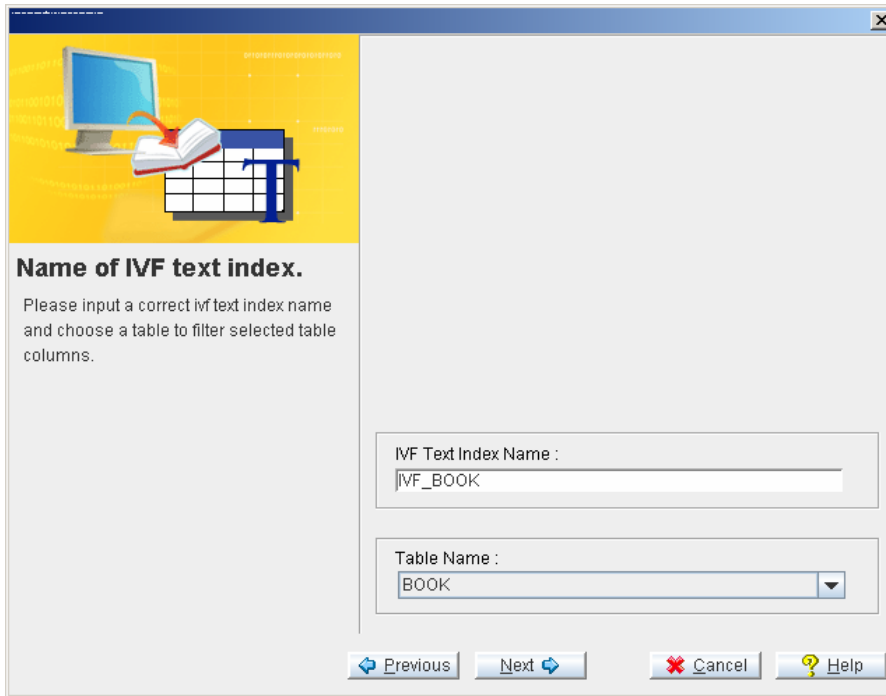 Name of IVF text index.
Please input a correct ivf text index name
and choose a table to filter selected table
columns.
IVF Text Index Name :
IVF_BOOK
Table Name :
BOOK
Previous
Next
Cancel
Help